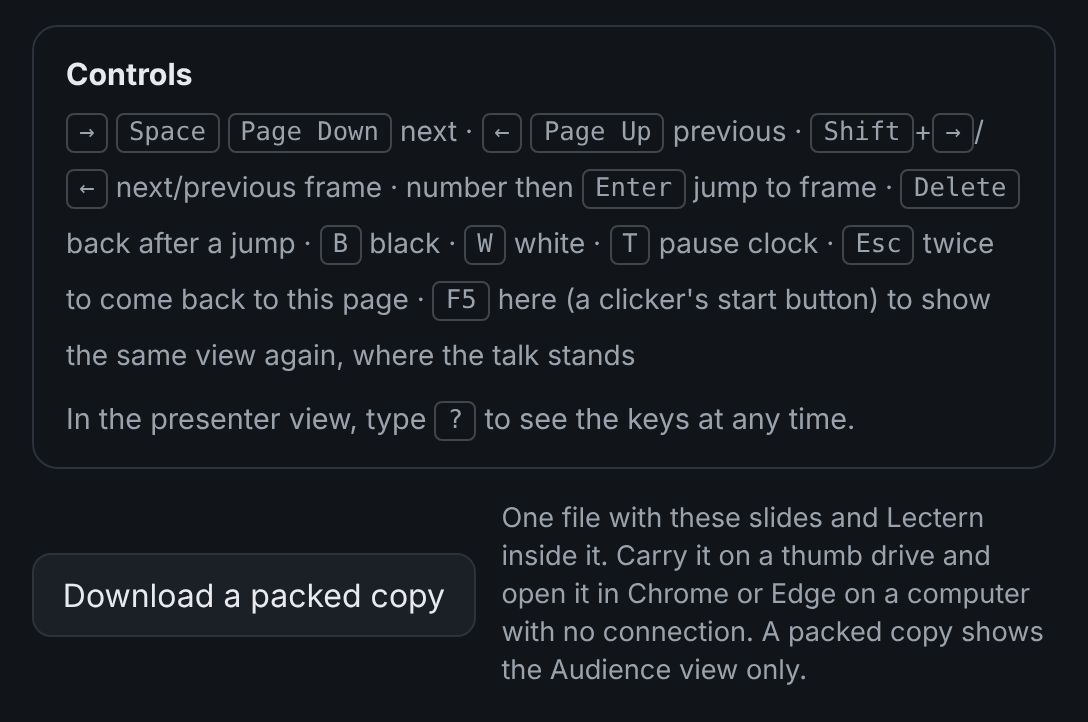 Controls
→ Space Page Down next · ← Page Up previous · Shift+→/
← next/previous frame · number then Enter jump to frame · Delete
back after a jump · B black · W white · T pause clock · Esc twice
to come back to this page · F5 here (a clicker's start button) to show
the same view again, where the talk stands
In the presenter view, type ? to see the keys at any time.
Download a packed copy
One file with these slides and Lectern
inside it. Carry it on a thumb drive and
open it in Chrome or Edge on a computer
with no connection. A packed copy shows
the Audience view only.